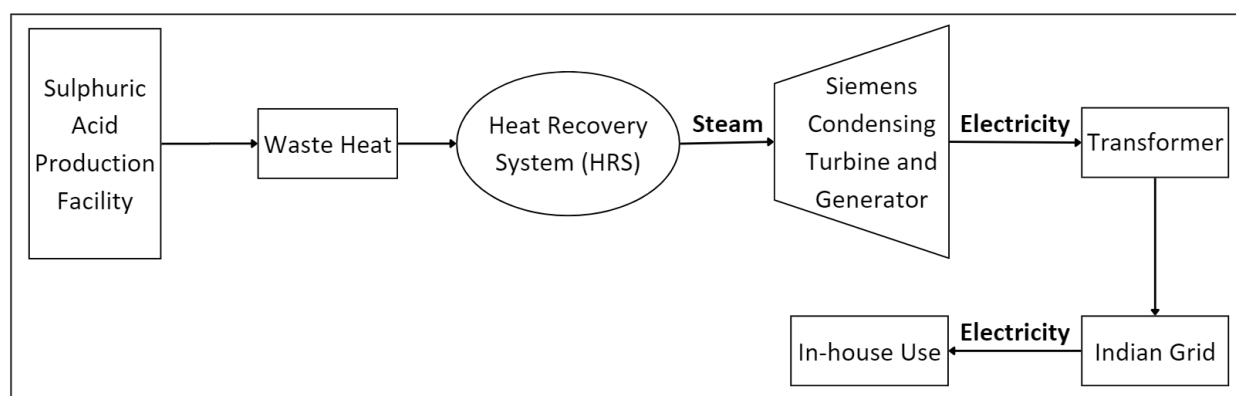 Sulphuric
Acid
Production
Facility
Waste Heat
Heat Recovery
System (HRS)
Steam
Siemens
Condensing
Turbine and
Generator
Electricity
Transformer
In-house Use
Electricity
Indian Grid